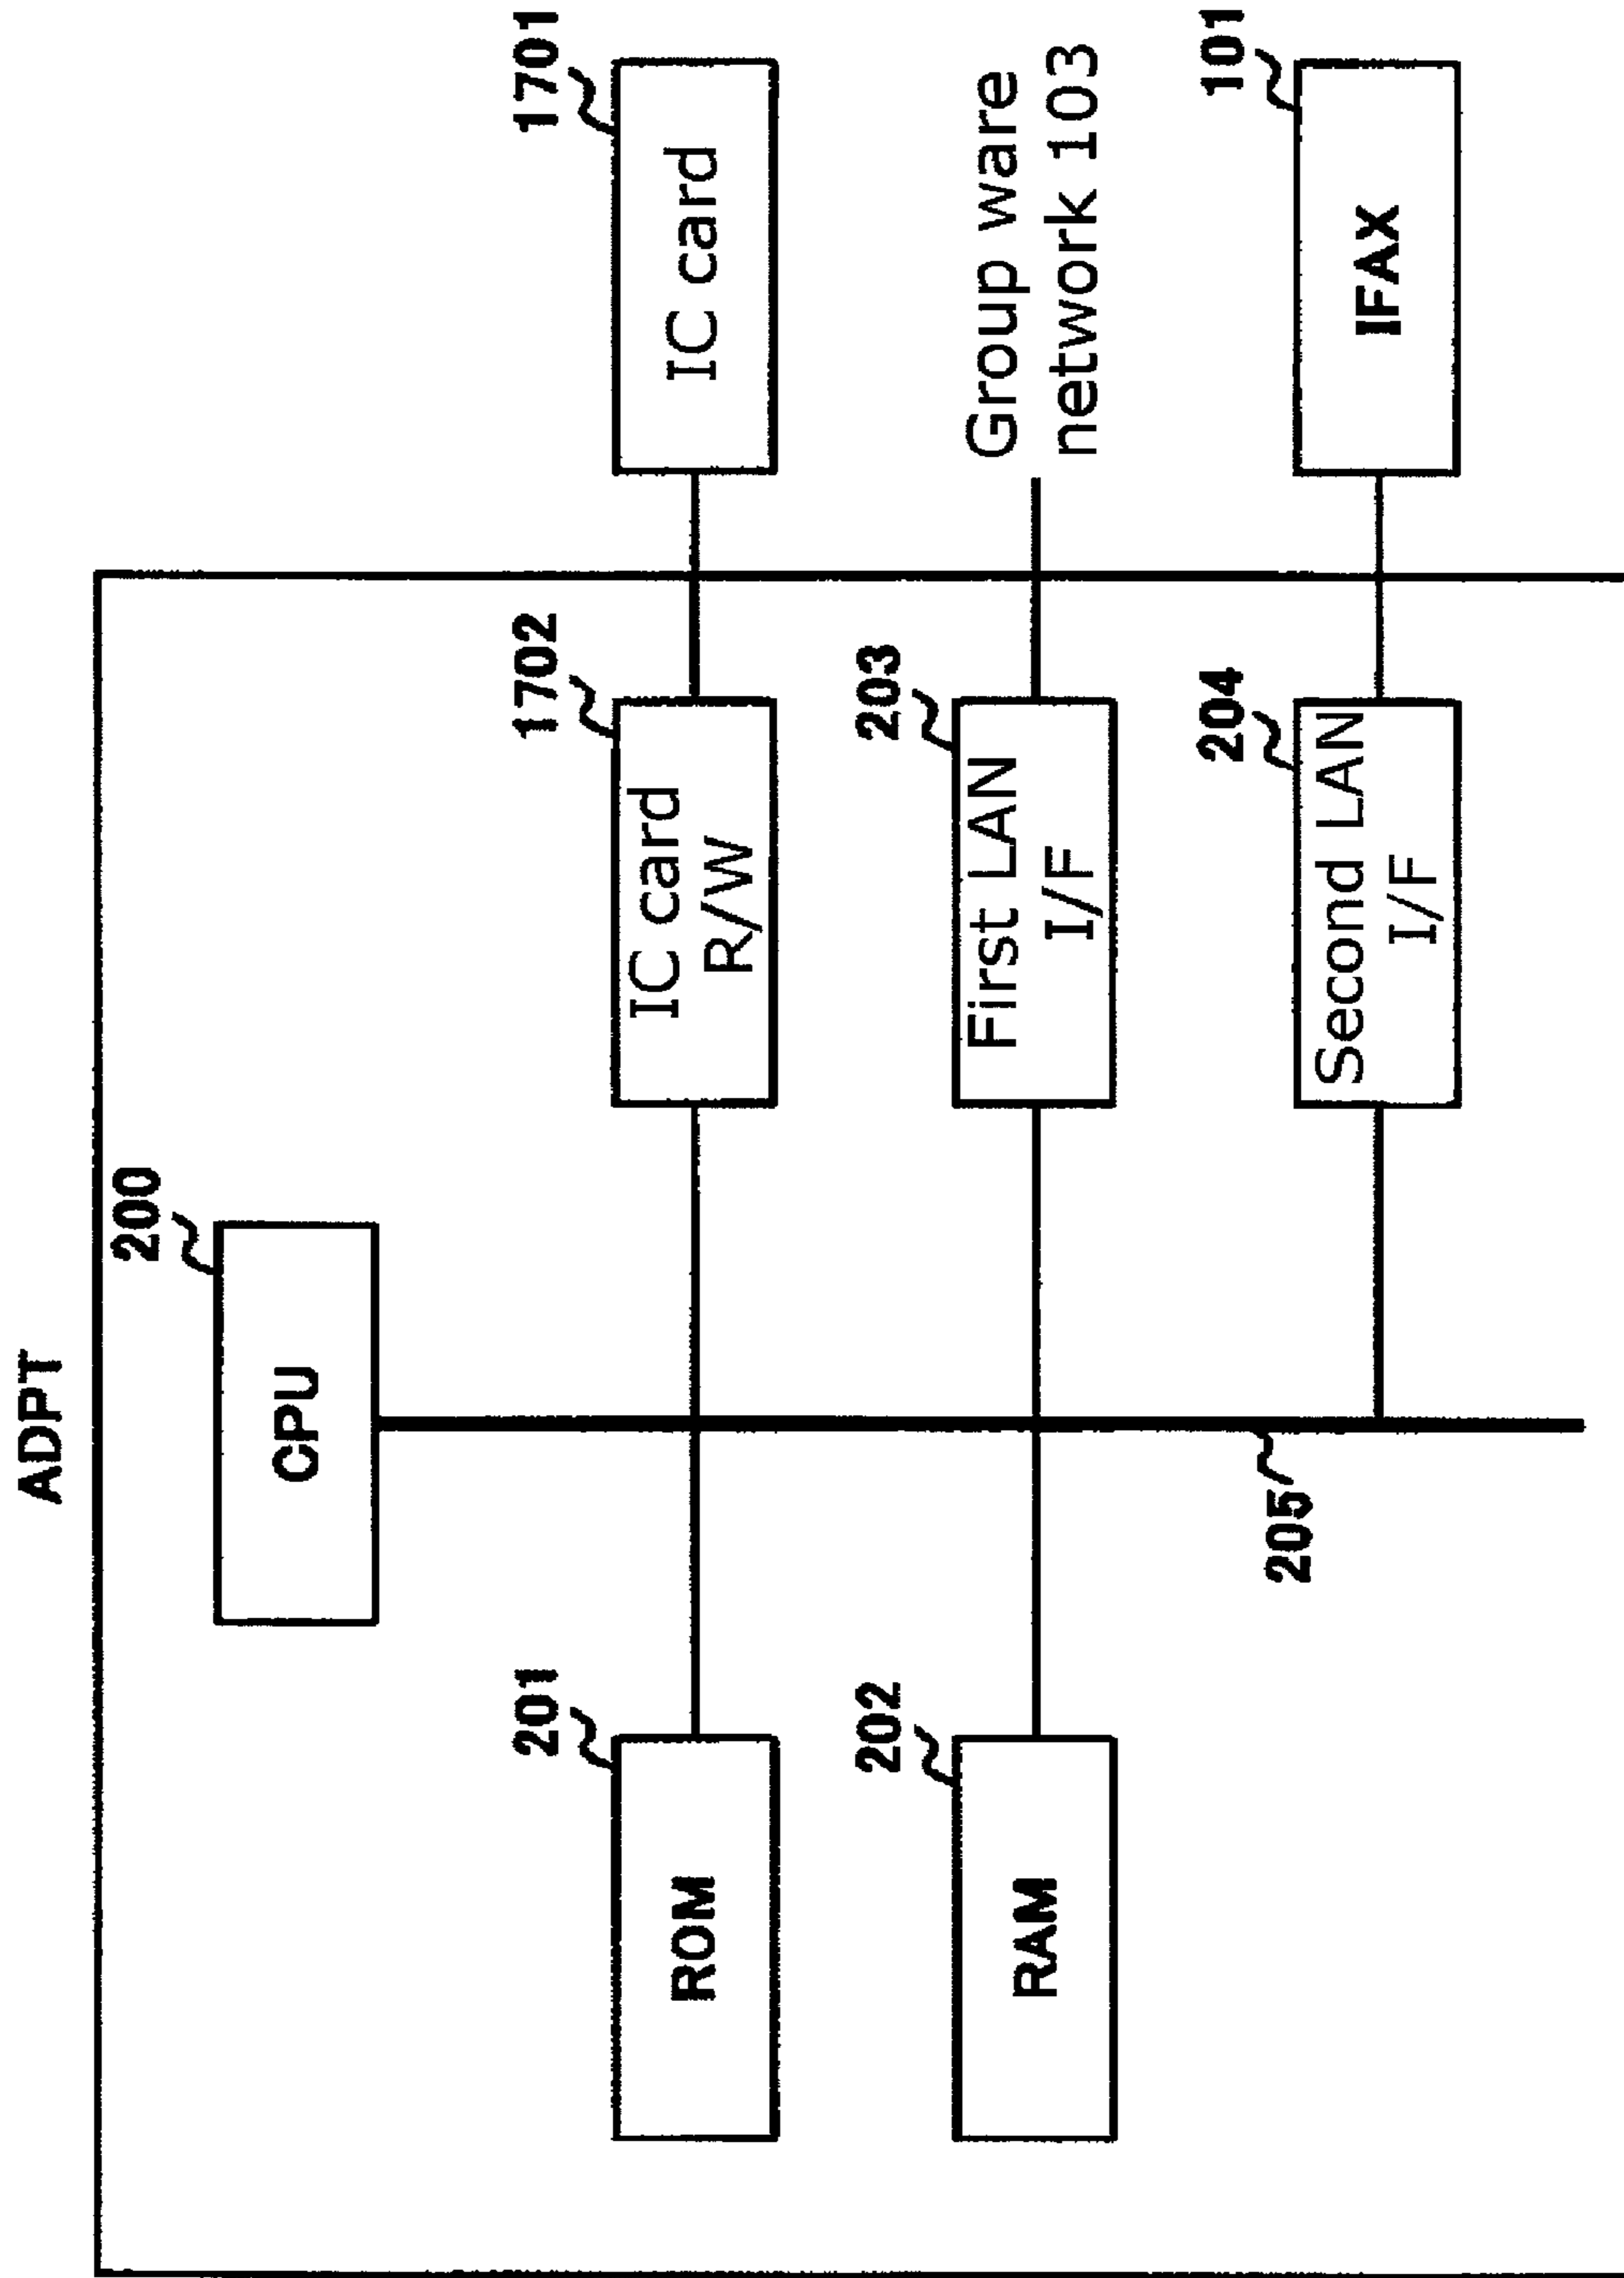 ADPT
200
CPU
201
ROM
1702
IC card
R/W
1701
IC card
202
RAM
203
First LAN
I/F
Group ware
network 103
205
204
Second LAN
I/F
101
IFAX